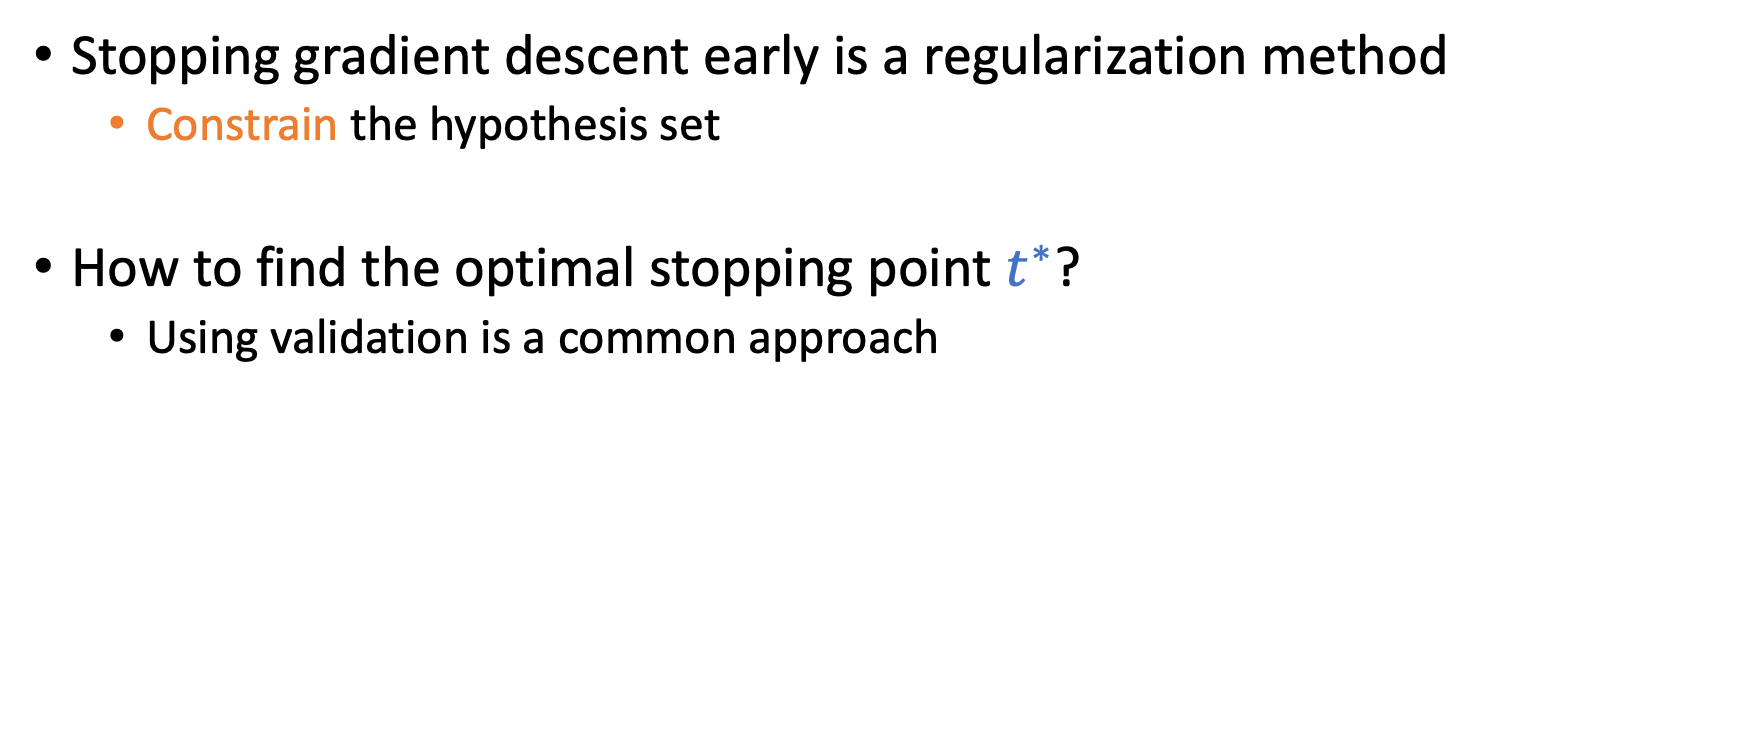 • Stopping gradient descent early is a regularization method
• Constrain the hypothesis set
• How to find the optimal stopping point t*?
• Using validation is a common approach